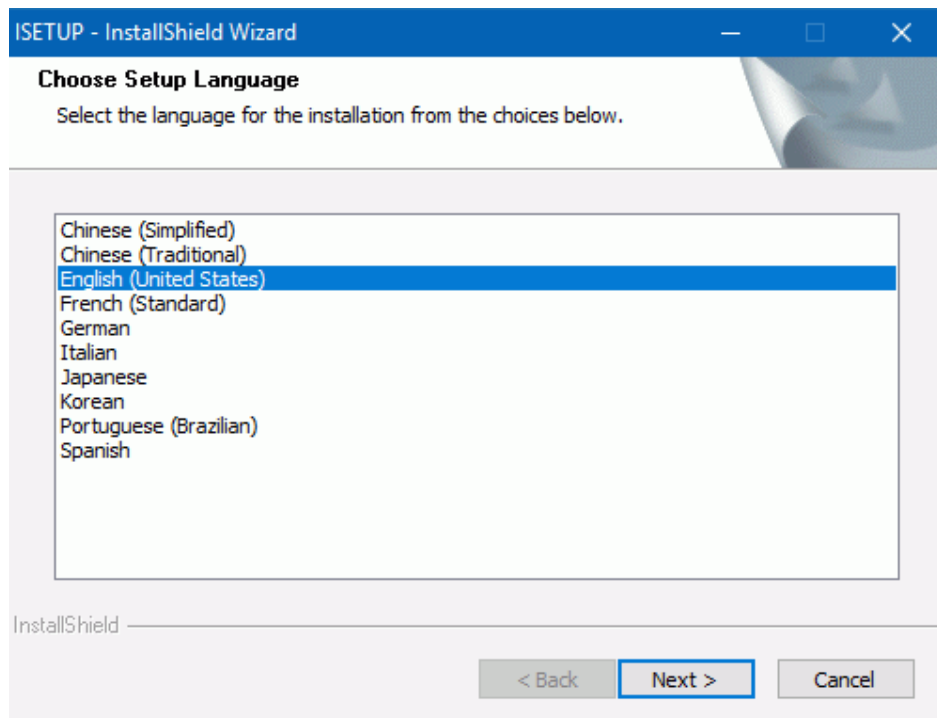 ISETUP - InstallShield Wizard
Choose Setup Language
Select the language for the installation from the choices below.
Chinese (Simplified)
Chinese (Traditional)
English (United States)
French (Standard)
German
Italian
Japanese
Korean
Portuguese (Brazilian)
Spanish
InstallShield
< Back Next > Cancel